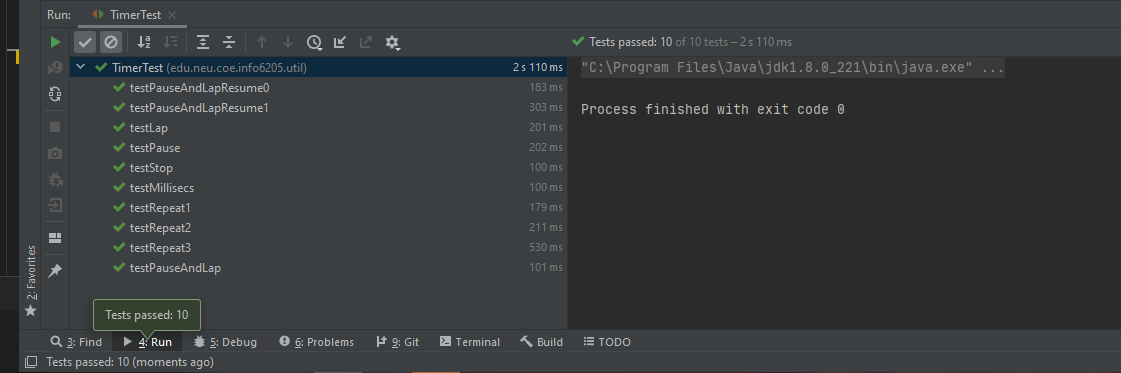 Run: TimerTest
Tests passed: 10 of 10 tests – 2 s 110 ms
TimerTest (edu.neu.coe.info6205.util) 2 s 110 ms
testPauseAndLapResume0 183 ms
testPauseAndLapResume1 303 ms
testLap 201 ms
testPause 202 ms
testStop 100 ms
testMillisecs 100 ms
testRepeat1 179 ms
testRepeat2 211 ms
testRepeat3 530 ms
testPauseAndLap 101 ms
"C:\Program Files\Java\jdk1.8.0_221\bin\java.exe" ...
Process finished with exit code 0
2: Favorites
Tests passed: 10
3: Find 4: Run 5: Debug 6: Problems 9: Git Terminal Build TODO
Tests passed: 10 (moments ago)